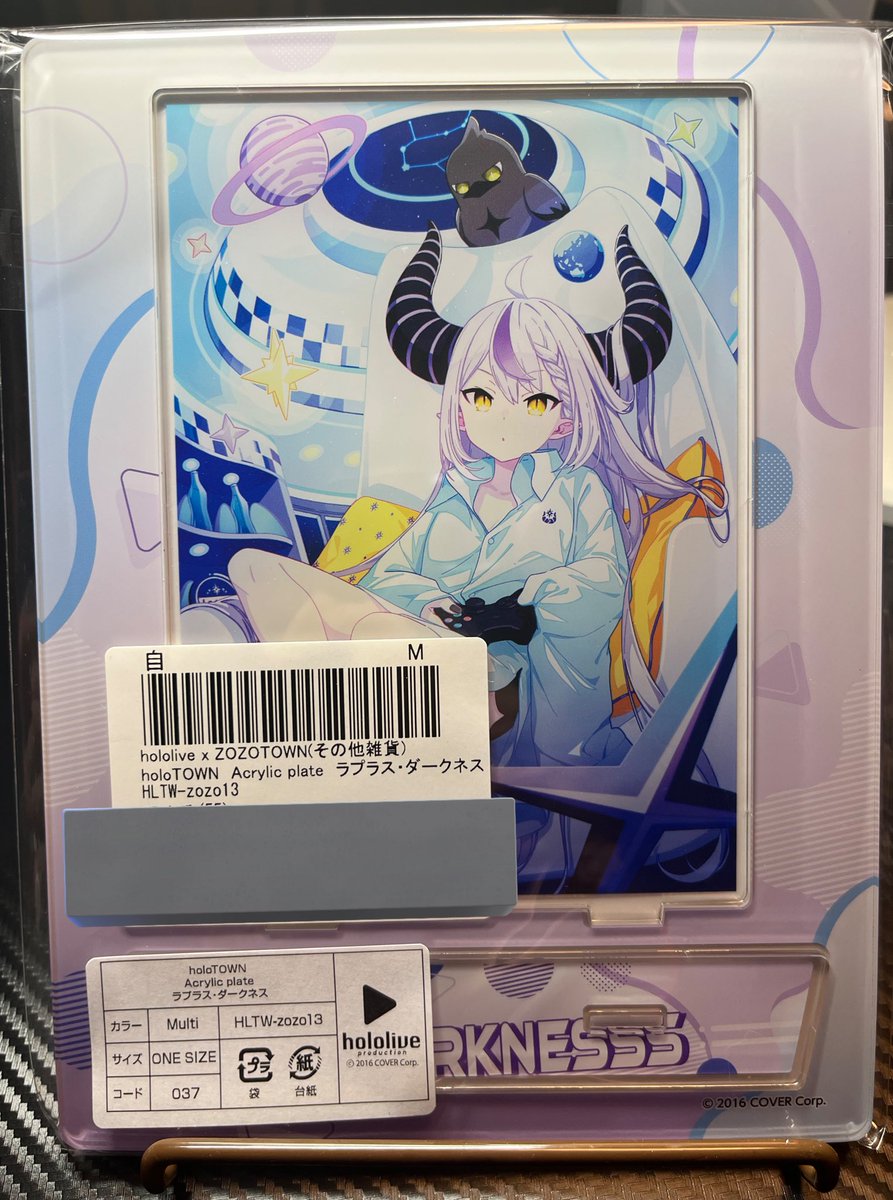 自 M
hololive x ZOZOTOWN(その他雑貨)
holoTOWN Acrylic plate ラプラス・ダークネス
HLTW-zozo13
holoTOWN
Acrylic plate
ラプラス・ダークネス
カラー Multi HLTW-zozo13
サイズ ONE SIZE プラ 紙
袋 台紙
コード 037
hololive
production
© 2016 COVER Corp.
RKNESSS
© 2016 COVER Corp.